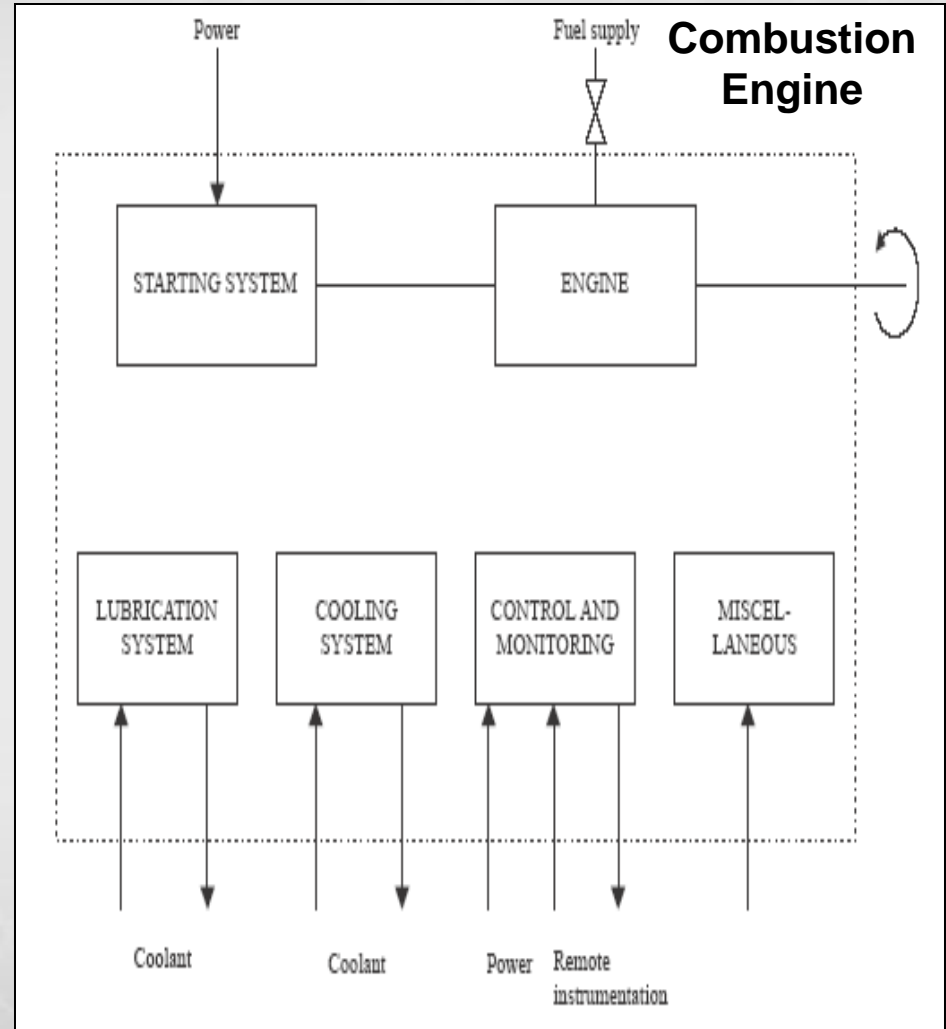 Power
Fuel supply
Combustion
Engine
STARTING SYSTEM
ENGINE
LUBRICATION
SYSTEM
COOLING
SYSTEM
CONTROL AND
MONITORING
MISCEL-
LANEOUS
Coolant
Coolant
Power
Remote
instrumentation